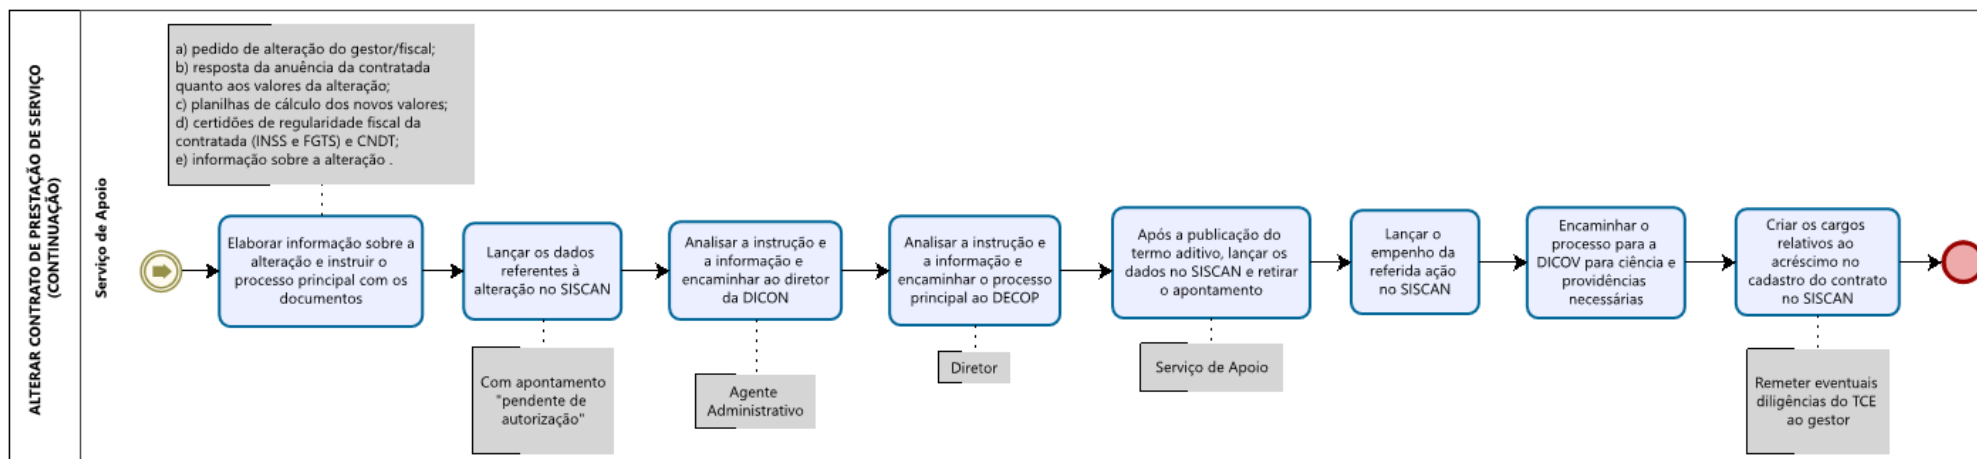 ALTERAR CONTRATO DE PRESTAÇÃO DE SERVIÇO
(CONTINUAÇÃO)
Serviço de Apoio
a) pedido de alteração do gestor/fiscal;
b) resposta da anuência da contratada
quanto aos valores da alteração;
c) planilhas de cálculo dos novos valores;
d) certidões de regularidade fiscal da
contratada (INSS e FGTS) e CNDT;
e) informação sobre a alteração .
Elaborar informação sobre a
alteração e instruir o
processo principal com os
documentos
Lançar os dados
referentes à
alteração no SISCAN
Com apontamento
"pendente de
autorização"
Analisar a instrução e
a informação e
encaminhar ao diretor
da DICON
Agente
Administrativo
Analisar a instrução e
a informação e
encaminhar o processo
principal ao DECOP
Diretor
Após a publicação do
termo aditivo, lançar os
dados no SISCAN e retirar
o apontamento
Serviço de Apoio
Lançar o
empenho da
referida ação
no SISCAN
Encaminhar o
processo para a
DICOV para ciência e
providências
necessárias
Criar os cargos
relativos ao
acréscimo no
cadastro do contrato
no SISCAN
Remeter eventuais
diligências do TCE
ao gestor